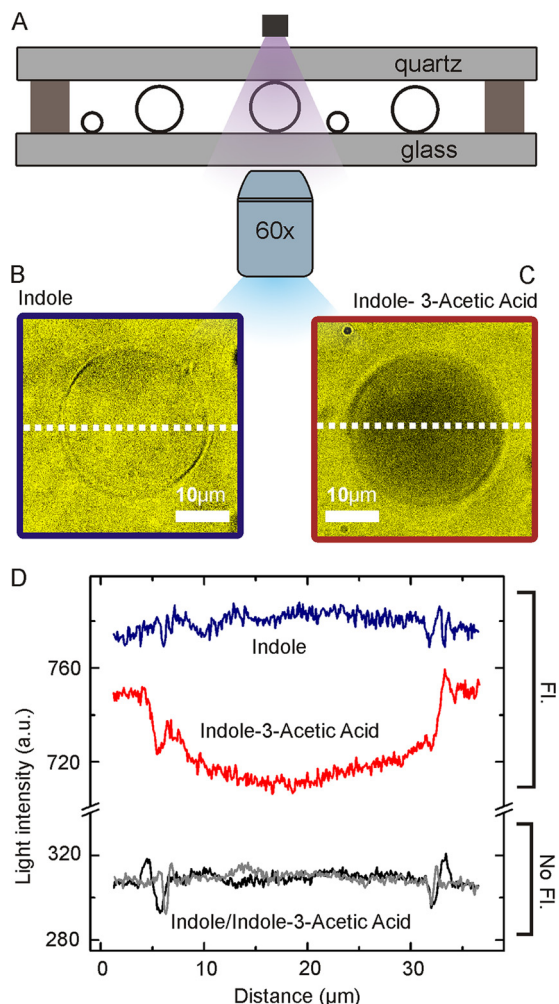 A
quartz
glass
60x
B
C
Indole
Indole- 3-Acetic Acid
10µm
10µm
D
Indole
760
Fl.
Indole-3-Acetic Acid
720
Light intensity (a.u.)
320
No Fl.
Indole/Indole-3-Acetic Acid
280
0 10 20 30
Distance (µm)